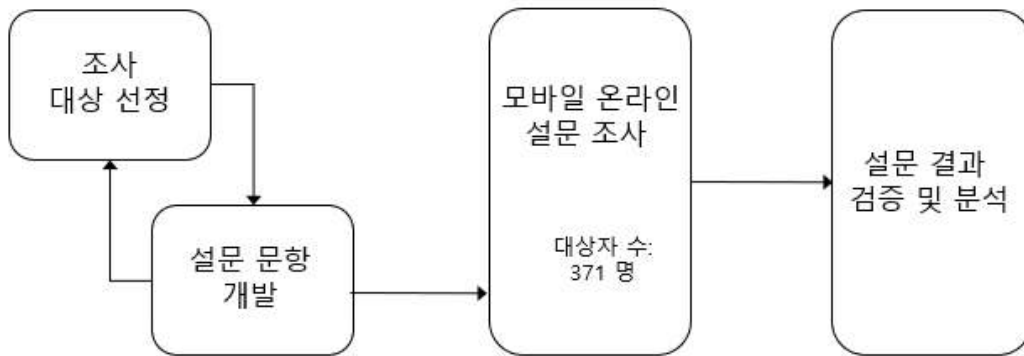 조사
대상 선정
설문 문항
개발
모바일 온라인
설문 조사
대상자 수:
371 명
설문 결과
검증 및 분석